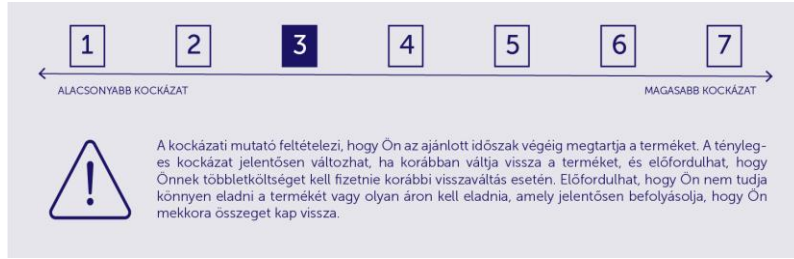 1 2 3 4 5 6 7
ALACSONYABB KOCKÁZAT MAGASABB KOCKÁZAT
A kockázati mutató feltételezi, hogy Ön az ajánlott időszak végéig megtartja a terméket. A tényleg-
es kockázat jelentősen változhat, ha korábban váltja vissza a terméket, és előfordulhat, hogy
Önnek többletköltséget kell fizetnie korábbi visszaváltás esetén. Előfordulhat, hogy Ön nem tudja
könnyen eladni a termékét vagy olyan áron kell eladnia, amely jelentősen befolyásolja, hogy Ön
mekkora összeget kap vissza.